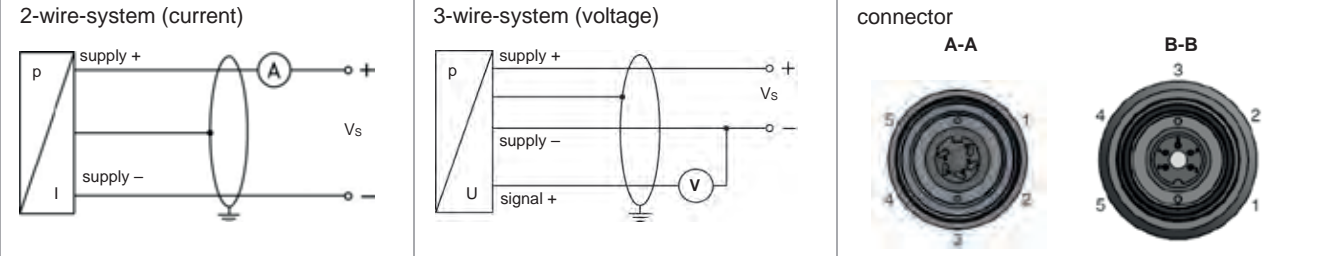 2-wire-system (current)
p
supply +
A
+
VS
supply –
I
–
3-wire-system (voltage)
p
supply +
+
VS
–
supply –
V
U
signal +
connector
A-A
B-B
5
1
4
2
3
3
4
2
5
1